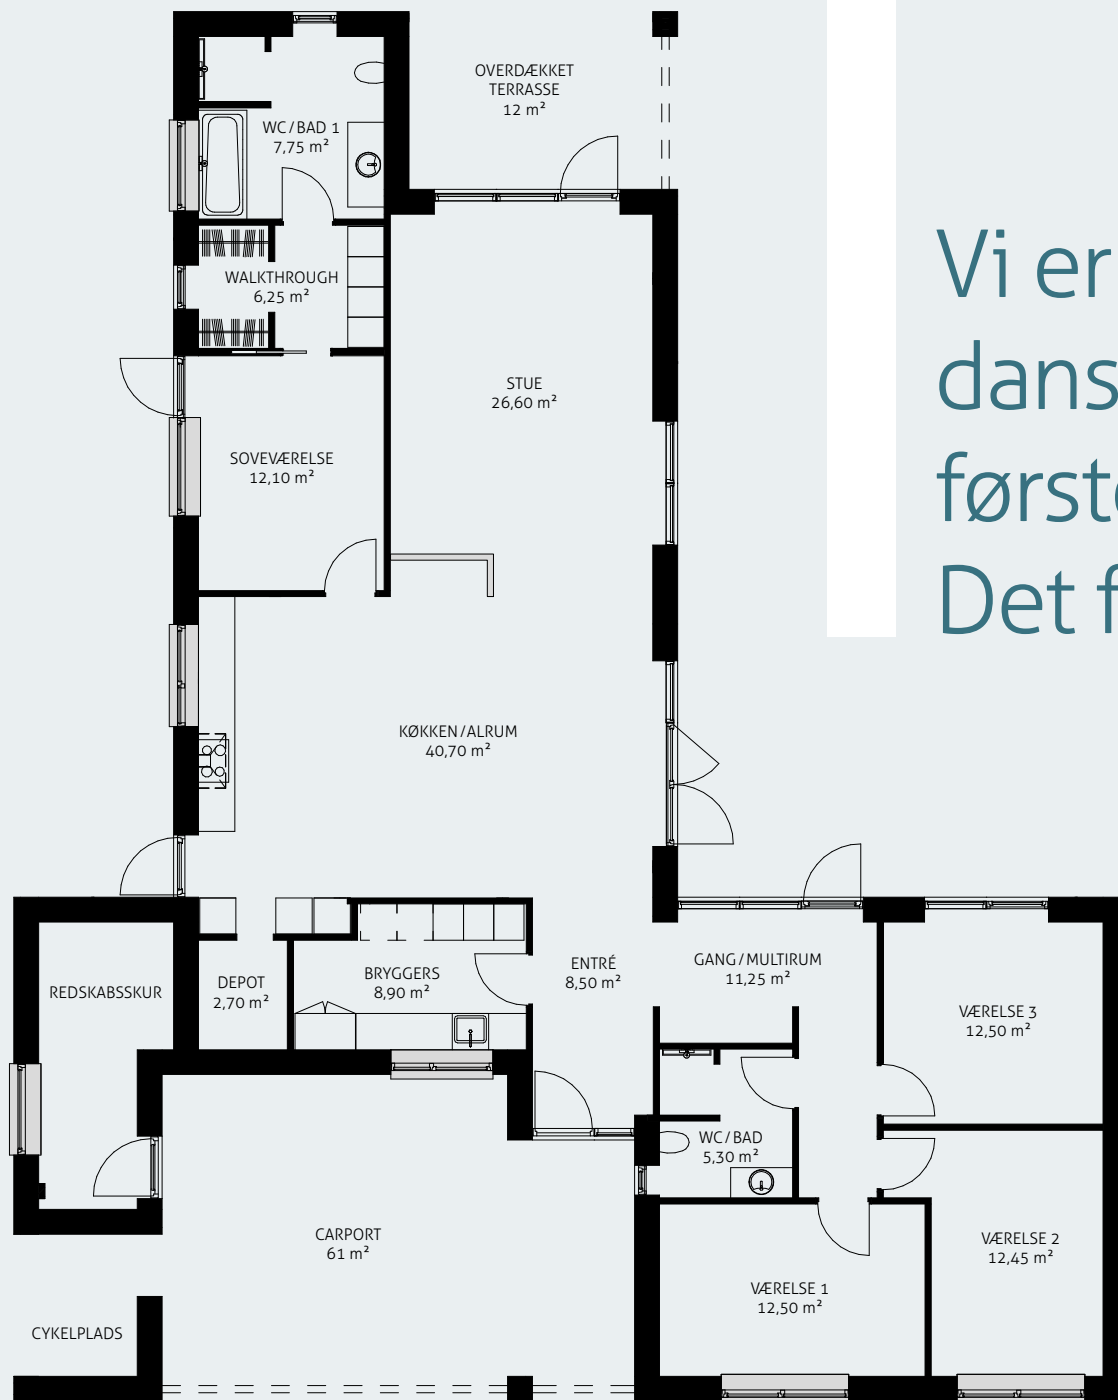 OVERDÆKKET
TERRASSE
12 m²
WC/BAD 1
7,75 m²
WALKTHROUGH
6,25 m²
STUE
26,60 m²
SOVEVÆRELSE
12,10 m²
KØKKEN/ALRUM
40,70 m²
REDSKABSSKUR
DEPOT
2,70 m²
BRYGGERS
8,90 m²
ENTRÉ
8,50 m²
GANG/MULTIRUM
11,25 m²
VÆRELSE 3
12,50 m²
WC/BAD
5,30 m²
CARPORT
61 m²
VÆRELSE 2
12,45 m²
VÆRELSE 1
12,50 m²
CYKELPLADS
Vi er
dans
først
Det f